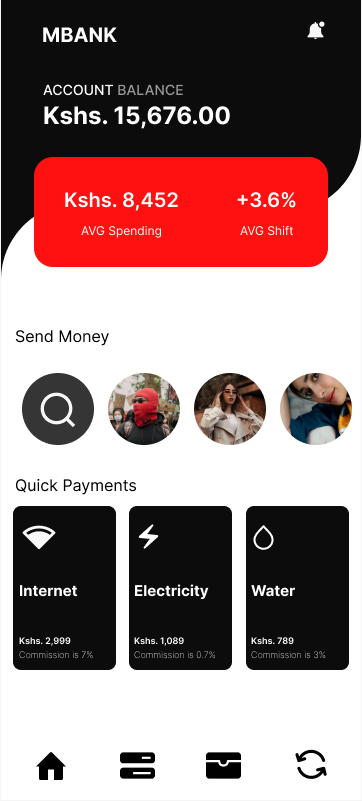 MBANK
ACCOUNT BALANCE
Kshs. 15,676.00
Kshs. 8,452
+3.6%
AVG Spending
AVG Shift
Send Money
Quick Payments
Internet
Electricity
Water
Kshs. 2,999
Kshs. 1,089
Kshs. 789
Commission is 7%
Commission is 0.7%
Commission is 3%